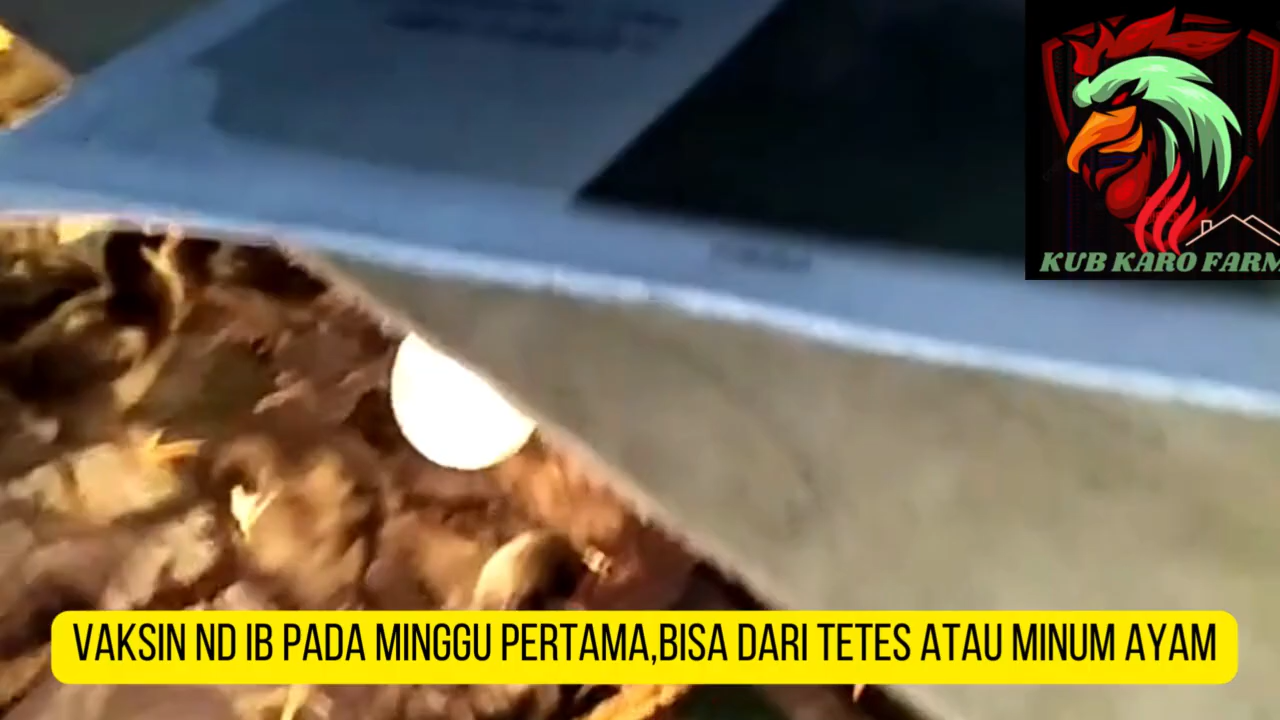 KUB KARO FARM
VAKSIN ND IB PADA MINGGU PERTAMA,BISA DARI TETES ATAU MINUM AYAM